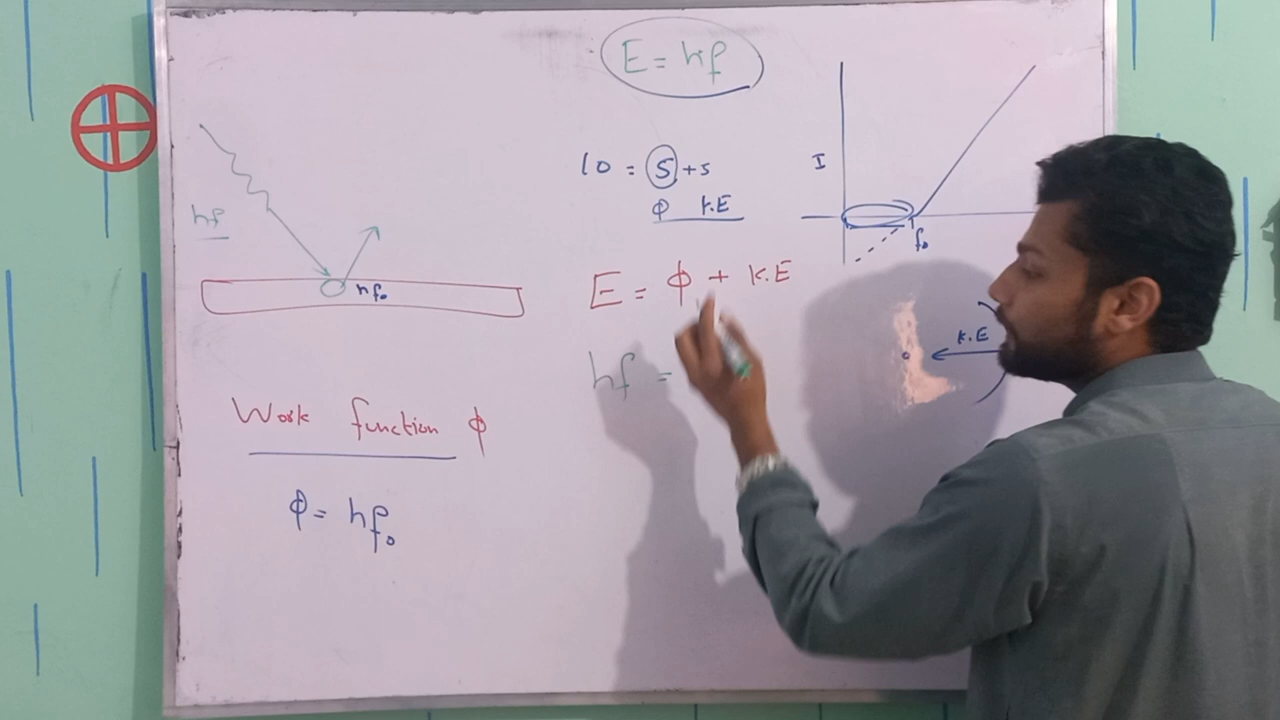 E = hf
hf
hf₀
Work function ϕ
ϕ = hf₀
10 = 5 + 5
ϕ K.E
E = ϕ + K.E
hf =
I
f₀
K.E